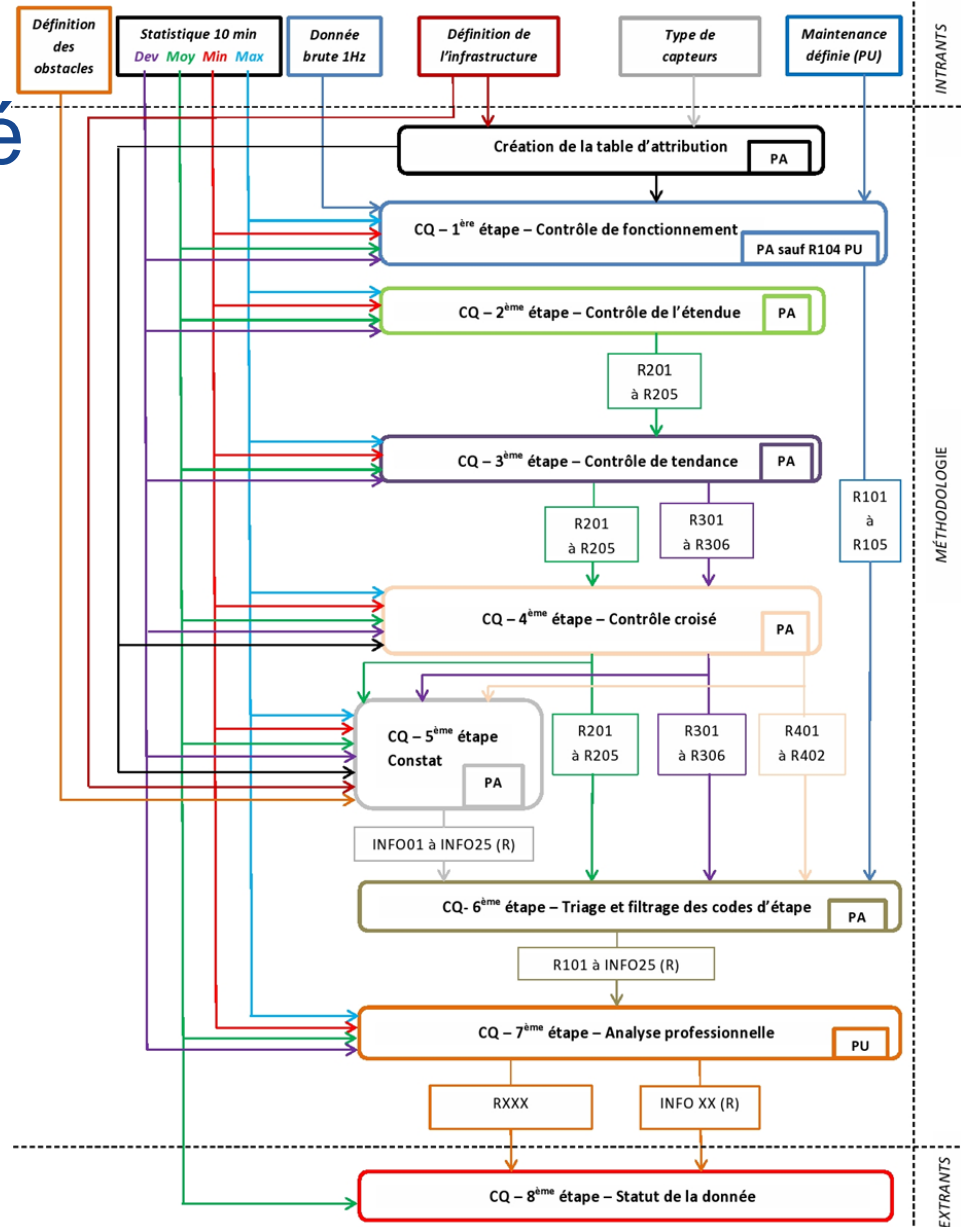 Définition
des
obstacles
Statistique 10 min
Dev Moy Min Max
Donnée
brute 1Hz
Définition de
l'infrastructure
Type de
capteurs
Maintenance
définie (PU)
INTRANTS
é
Création de la table d'attribution
PA
CQ – 1ère étape – Contrôle de fonctionnement
PA sauf R104 PU
CQ – 2ème étape – Contrôle de l'étendue
PA
R201
à R205
CQ – 3ème étape – Contrôle de tendance
PA
R201
à R205
R301
à R306
R101
à
R105
MÉTHODOLOGIE
CQ – 4ème étape – Contrôle croisé
PA
CQ – 5ème étape
Constat
PA
R201
à R205
R301
à R306
R401
à R402
INFO01 à INFO25 (R)
CQ- 6ème étape – Triage et filtrage des codes d'étape
PA
R101 à INFO25 (R)
CQ – 7ème étape – Analyse professionnelle
PU
RXXX
INFO XX (R)
EXTRANTS
CQ – 8ème étape – Statut de la donnée